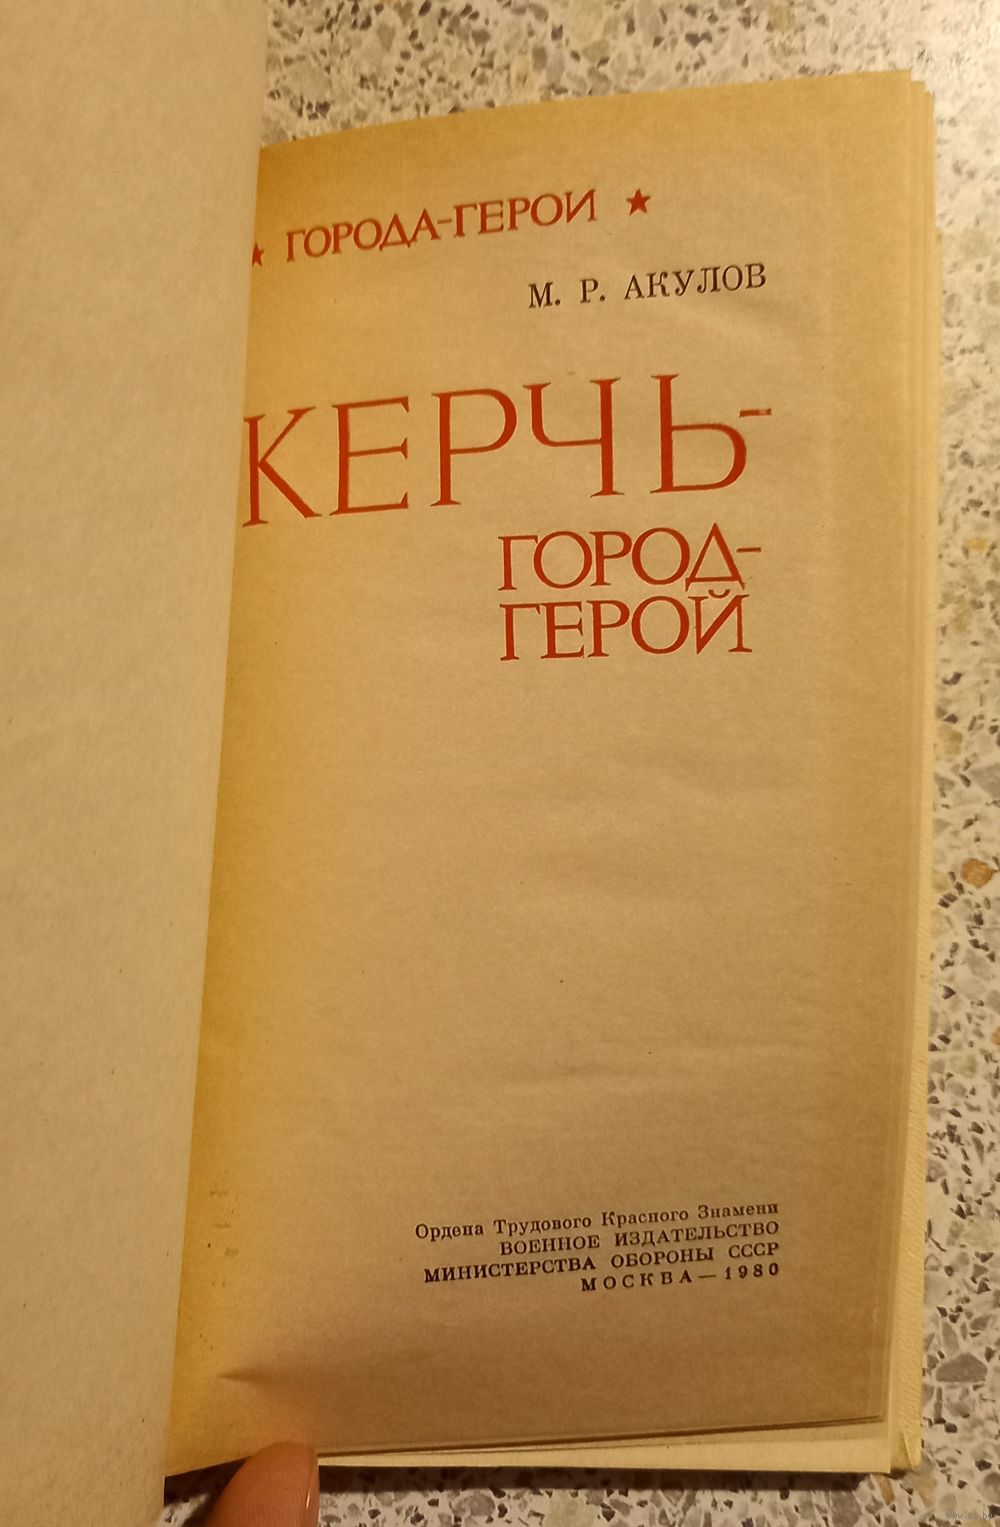 ★ ГОРОДА-ГЕРОИ ★
М. Р. АКУЛОВ
КЕРЧЬ-
ГОРОД-
ГЕРОЙ
Ордена Трудового Красного Знамени
ВОЕННОЕ ИЗДАТЕЛЬСТВО
МИНИСТЕРСТВА ОБОРОНЫ СССР
МОСКВА — 1980